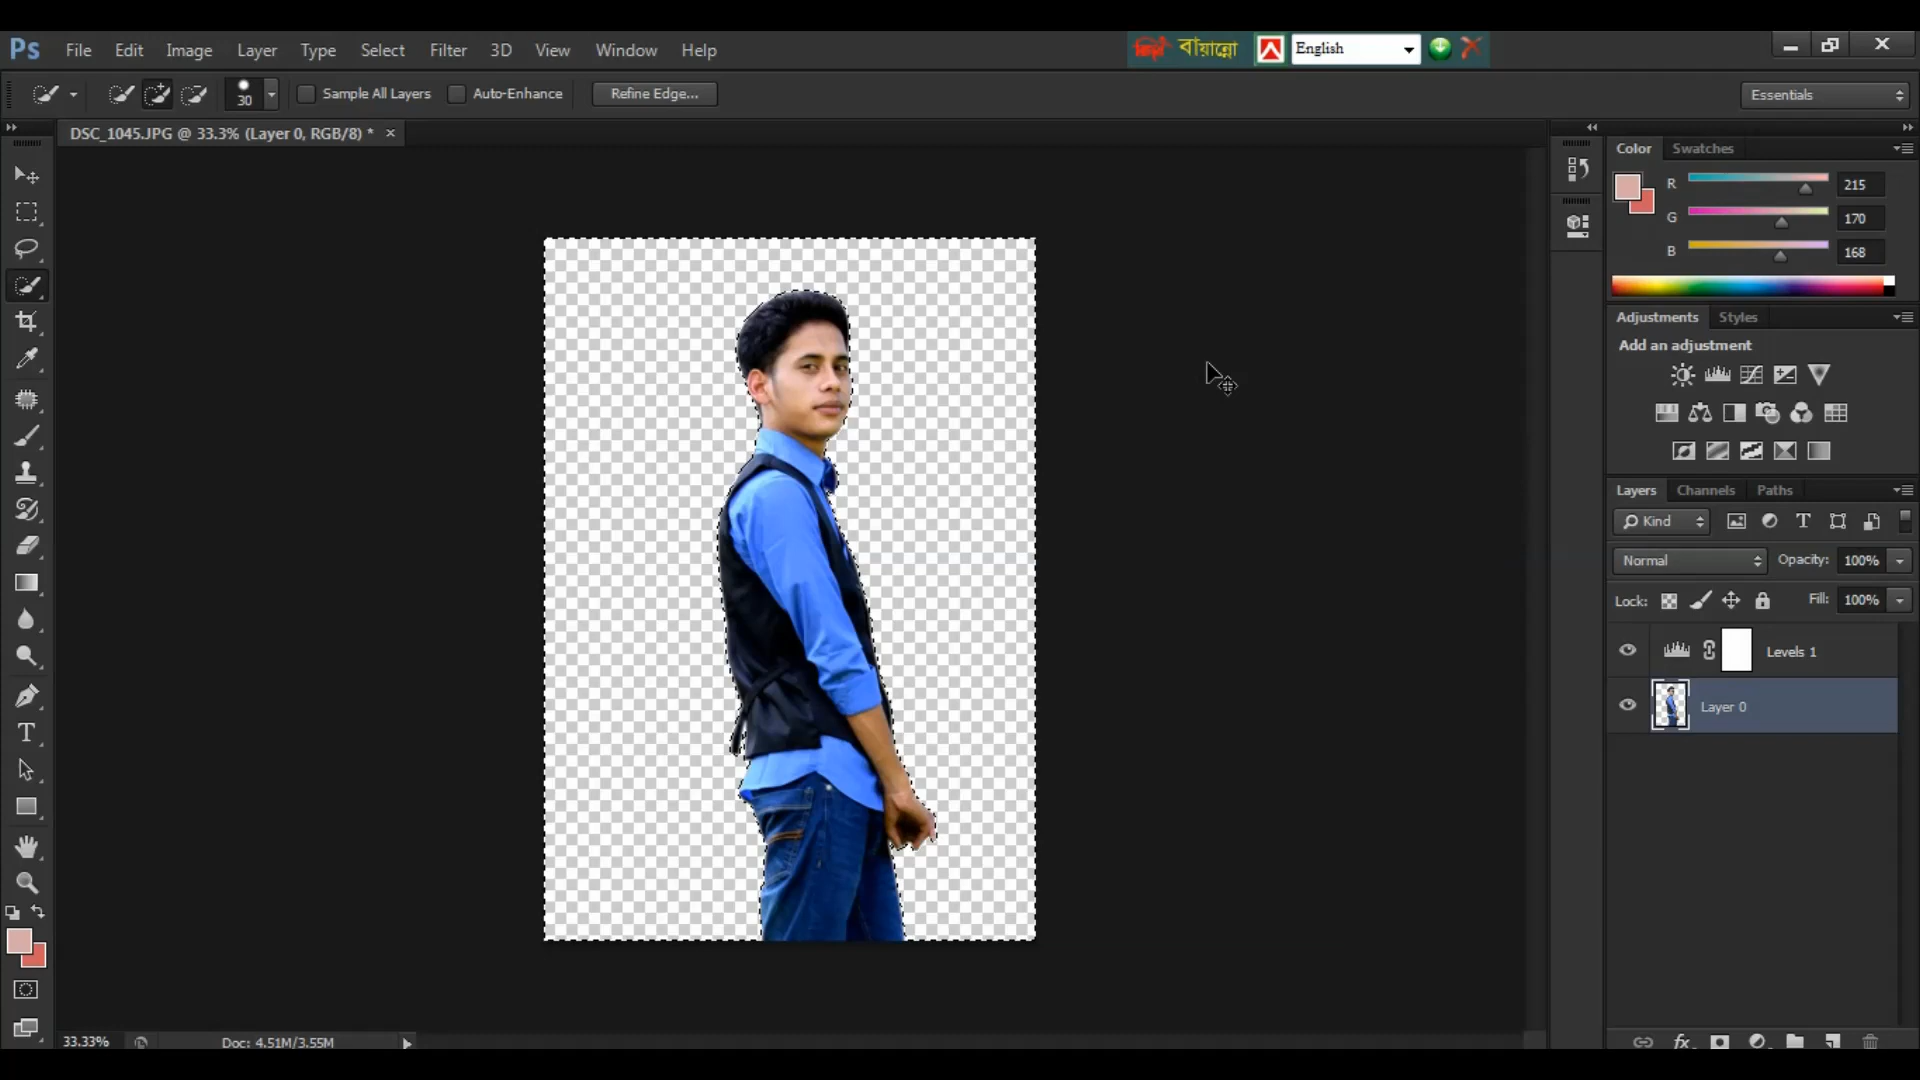 Ps File Edit Image Layer Type Select Filter 3D View Window Help
বায়ান্নো English
30 Sample All Layers Auto-Enhance Refine Edge... Essentials
DSC_1045.JPG @ 33.3% (Layer 0, RGB/8) * ×
Color Swatches
R 215
G 170
B 168
Adjustments Styles
Add an adjustment
Layers Channels Paths
Kind
Normal Opacity: 100%
Lock: Fill: 100%
Levels 1
Layer 0
33.33% Doc: 4.51M/3.55M
fx